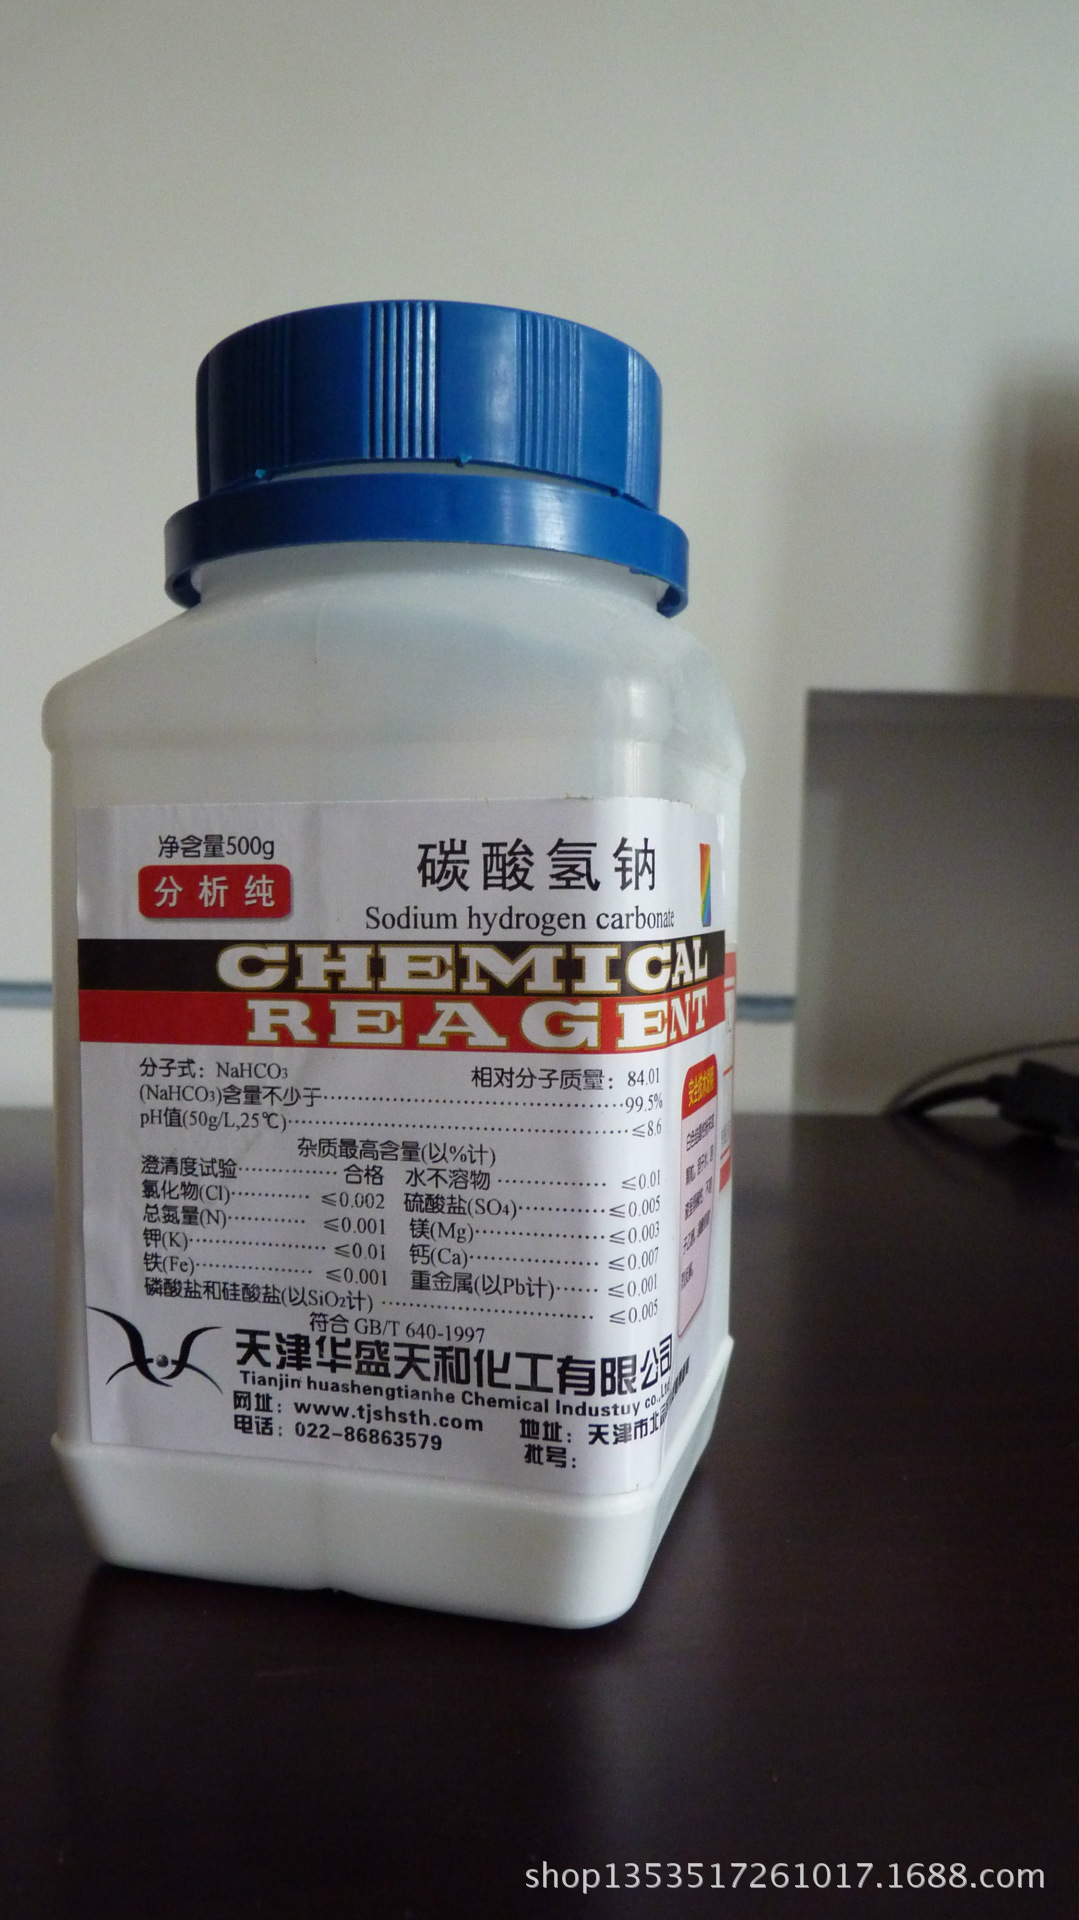 净含量500g
分析纯
碳酸氢钠
Sodium hydrogen carbonate
CHEMICAL
REAGENT
分子式：NaHCO3 相对分子质量：84.01
(NaHCO3)含量不少于························99.5%
pH值(50g/L,25℃)························≤8.6
杂质最高含量(以%计)
澄清度试验············合格 水不溶物············≤0.01
氯化物(Cl)············≤0.002 硫酸盐(SO4)············≤0.005
总氮量(N)············≤0.001 镁(Mg)············≤0.003
钾(K)············≤0.01 钙(Ca)············≤0.007
铁(Fe)············≤0.001 重金属(以Pb计)······≤0.001
磷酸盐和硅酸盐(以SiO2计)························≤0.005
符合 GB/T 640-1997
天津华盛天和化工有限公司
Tianjin huashengtianhe Chemical Industuy co.,Ltd
网址：www.tjshsth.com 地址：天津市北
电话：022-86863579 批号：
shop1353517261017.1688.com